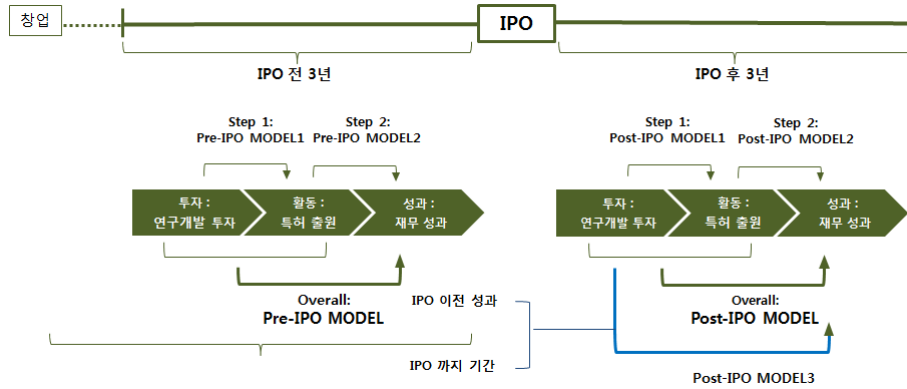 창업
IPO
IPO 전 3년
IPO 후 3년
Step 1:
Pre-IPO MODEL1
Step 2:
Pre-IPO MODEL2
투자 :
연구개발 투자
활동 :
특허 출원
성과 :
재무 성과
Overall:
Pre-IPO MODEL
Step 1:
Post-IPO MODEL1
Step 2:
Post-IPO MODEL2
투자 :
연구개발 투자
활동 :
특허 출원
성과 :
재무 성과
Overall:
Post-IPO MODEL
IPO 이전 성과
IPO 까지 기간
Post-IPO MODEL3